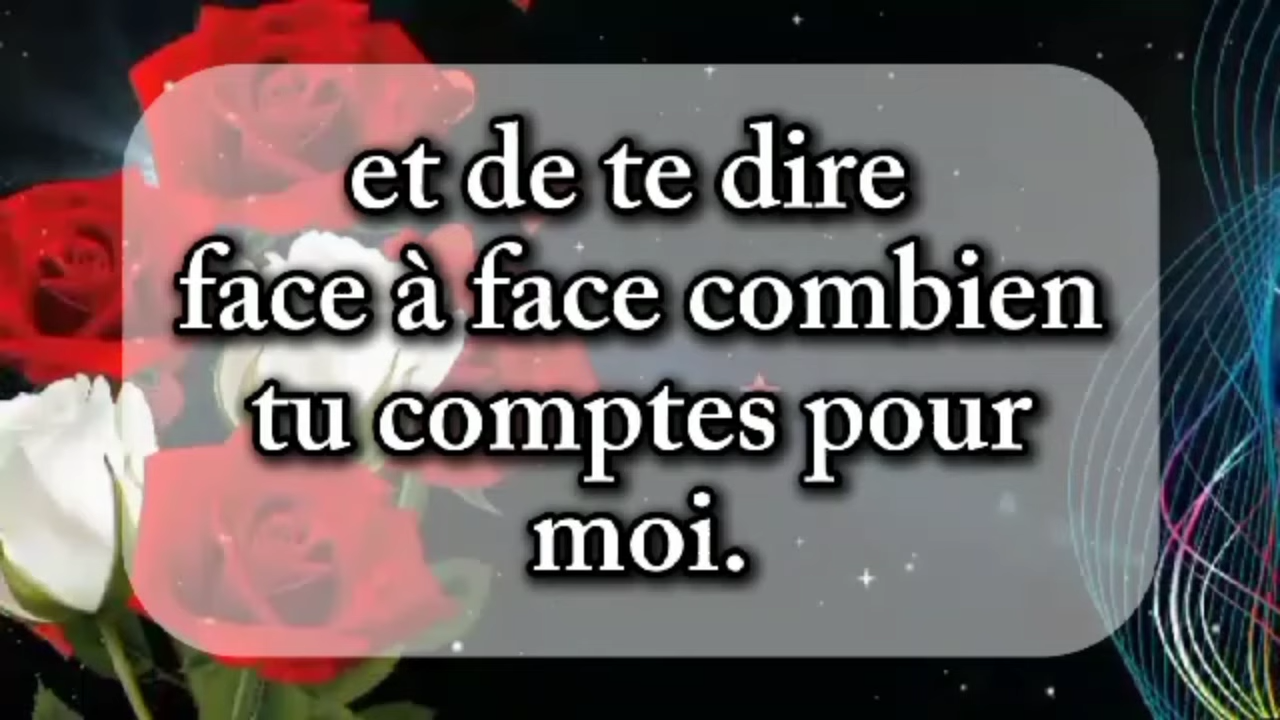 et de te dire
face à face combien
tu comptes pour
moi.